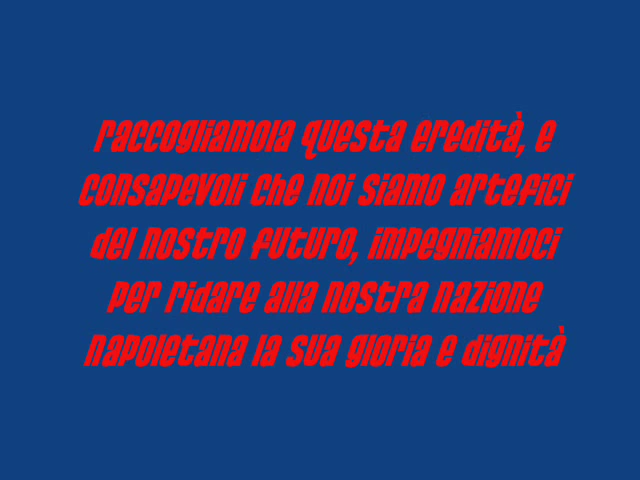 raccogliamola questa eredità, e
consapevoli che noi siamo artefici
del nostro futuro, impegniamoci
per ridare alla nostra nazione
napoletana la sua gloria e dignità